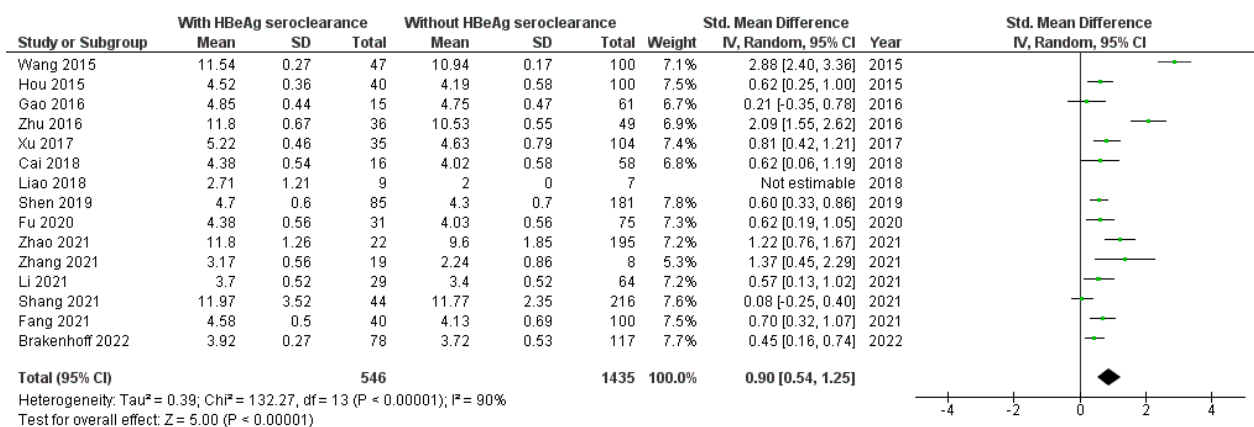 With HBeAg seroclearance Without HBeAg seroclearance Std. Mean Difference Std. Mean Difference
Study or Subgroup Mean SD Total Mean SD Total Weight IV, Random, 95% CI Year IV, Random, 95% CI
Wang 2015 11.54 0.27 47 10.94 0.17 100 7.1% 2.88 [2.40, 3.36] 2015
Hou 2015 4.52 0.36 40 4.19 0.58 100 7.5% 0.62 [0.25, 1.00] 2015
Gao 2016 4.85 0.44 15 4.75 0.47 61 6.9% 0.21 [-0.35, 0.78] 2016
Zhu 2016 11.8 0.67 36 10.53 0.55 49 6.9% 2.09 [1.55, 2.62] 2016
Xu 2017 5.22 0.46 35 4.63 0.79 104 7.4% 0.81 [0.42, 1.21] 2017
Cai 2018 4.38 0.54 16 4.02 0.58 58 6.8% 0.62 [0.06, 1.19] 2018
Liao 2018 2.71 1.21 9 2 0 7 Not estimable 2018
Shen 2019 4.7 0.6 85 4.3 0.7 181 7.8% 0.60 [0.33, 0.86] 2019
Fu 2020 4.38 0.56 31 4.03 0.56 75 7.3% 0.62 [0.19, 1.05] 2020
Zhao 2021 11.8 1.26 22 9.6 1.85 195 7.2% 1.22 [0.76, 1.67] 2021
Zhang 2021 3.17 0.56 19 2.24 0.86 8 5.3% 1.37 [0.45, 2.29] 2021
Li 2021 3.7 0.52 29 3.4 0.52 64 7.3% 0.57 [0.13, 1.02] 2021
Shang 2021 11.97 3.52 44 11.77 2.35 216 7.6% 0.08 [-0.25, 0.40] 2021
Fang 2021 4.58 0.5 40 4.13 0.69 100 7.5% 0.70 [0.32, 1.07] 2021
Brakenhoff 2022 3.92 0.27 78 3.72 0.53 117 7.7% 0.45 [0.16, 0.74] 2022
Total (95% CI) 546 1435 100.0% 0.90 [0.54, 1.25]
Heterogeneity: Tau² = 0.39; Chi² = 132.27, df = 13 (P < 0.00001); I² = 90%
Test for overall effect: Z = 5.00 (P < 0.00001)
-4 -2 0 2 4